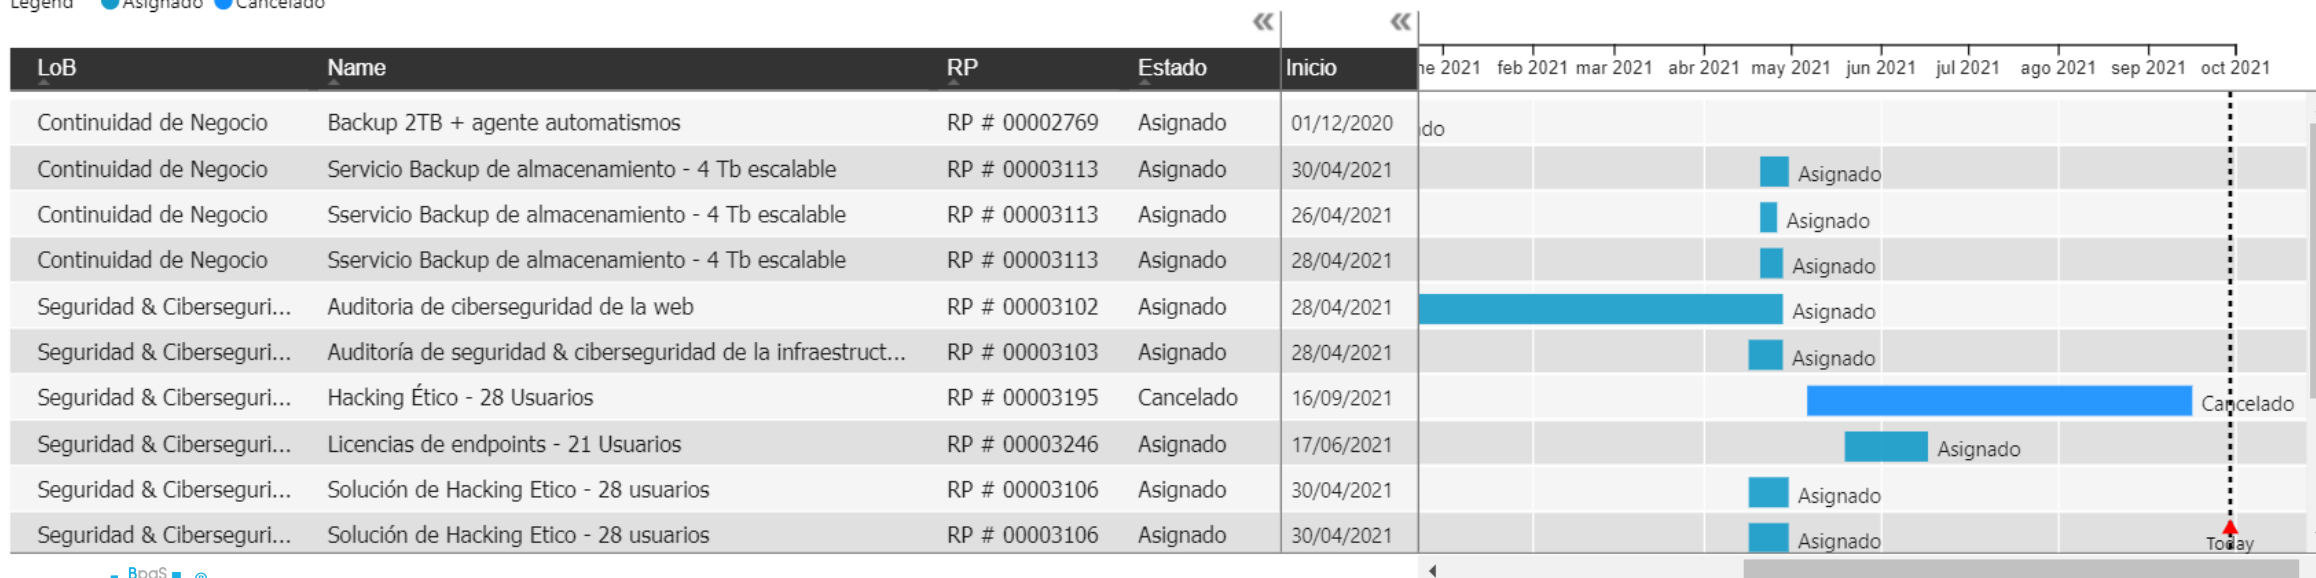 Legend Asignado Cancelado
LoB Name RP Estado Inicio ne 2021 feb 2021 mar 2021 abr 2021 may 2021 jun 2021 jul 2021 ago 2021 sep 2021 oct 2021
Continuidad de Negocio Backup 2TB + agente automatismos RP # 00002769 Asignado 01/12/2020 do
Continuidad de Negocio Servicio Backup de almacenamiento - 4 Tb escalable RP # 00003113 Asignado 30/04/2021 Asignado
Continuidad de Negocio Sservicio Backup de almacenamiento - 4 Tb escalable RP # 00003113 Asignado 26/04/2021 Asignado
Continuidad de Negocio Sservicio Backup de almacenamiento - 4 Tb escalable RP # 00003113 Asignado 28/04/2021 Asignado
Seguridad & Ciberseguri... Auditoria de ciberseguridad de la web RP # 00003102 Asignado 28/04/2021 Asignado
Seguridad & Ciberseguri... Auditoría de seguridad & ciberseguridad de la infraestruct... RP # 00003103 Asignado 28/04/2021 Asignado
Seguridad & Ciberseguri... Hacking Ético - 28 Usuarios RP # 00003195 Cancelado 16/09/2021 Cancelado
Seguridad & Ciberseguri... Licencias de endpoints - 21 Usuarios RP # 00003246 Asignado 17/06/2021 Asignado
Seguridad & Ciberseguri... Solución de Hacking Etico - 28 usuarios RP # 00003106 Asignado 30/04/2021 Asignado
Seguridad & Ciberseguri... Solución de Hacking Etico - 28 usuarios RP # 00003106 Asignado 30/04/2021 Asignado
Today